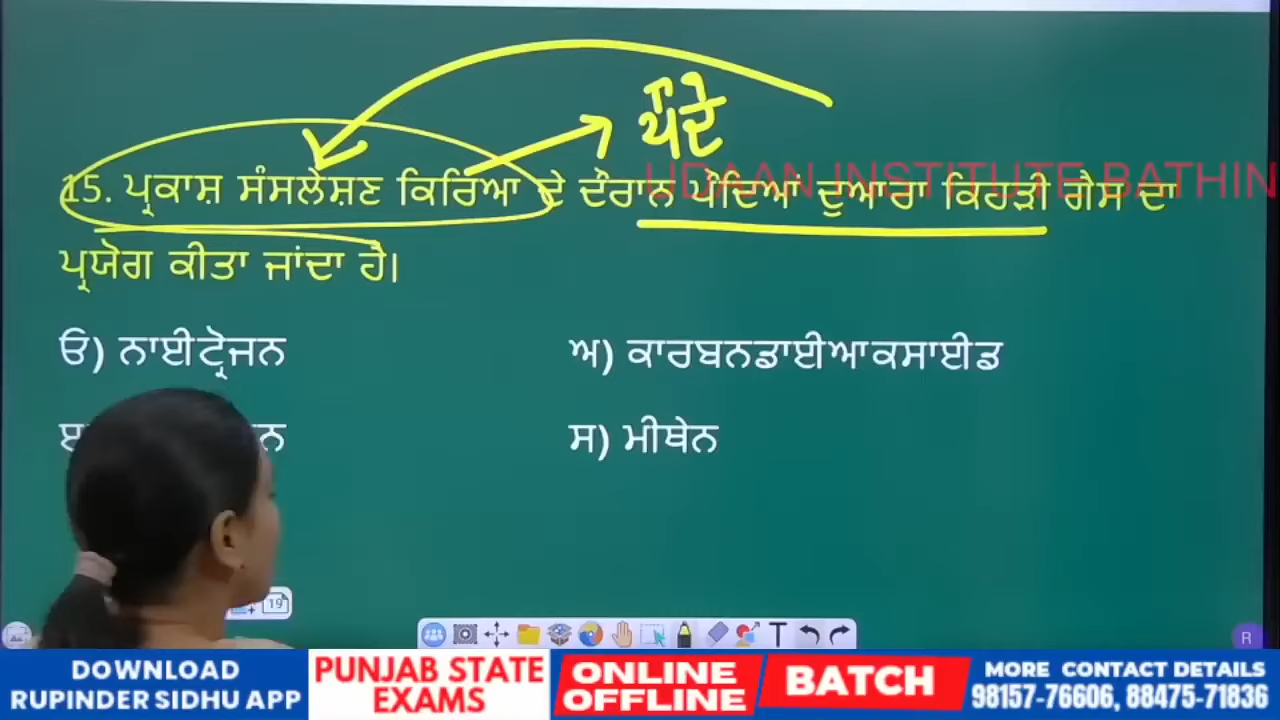 ਪੌਦੇ
UDAAN INSTITUTE BATHIN
15. ਪ੍ਰਕਾਸ਼ ਸੰਸਲੇਸ਼ਣ ਕਿਰਿਆ ਦੇ ਦੌਰਾਨ ਪੌਦਿਆਂ ਦੁਆਰਾ ਕਿਹੜੀ ਗੈਸ ਦਾ
ਪ੍ਰਯੋਗ ਕੀਤਾ ਜਾਂਦਾ ਹੈ।
ਓ) ਨਾਈਟ੍ਰੋਜਨ
ਅ) ਕਾਰਬਨਡਾਈਆਕਸਾਈਡ
ਸ) ਮੀਥੇਨ
19
T
R
DOWNLOAD
RUPINDER SIDHU APP
PUNJAB STATE
EXAMS
ONLINE
OFFLINE
BATCH
MORE CONTACT DETAILS
98157-76606, 88475-71836